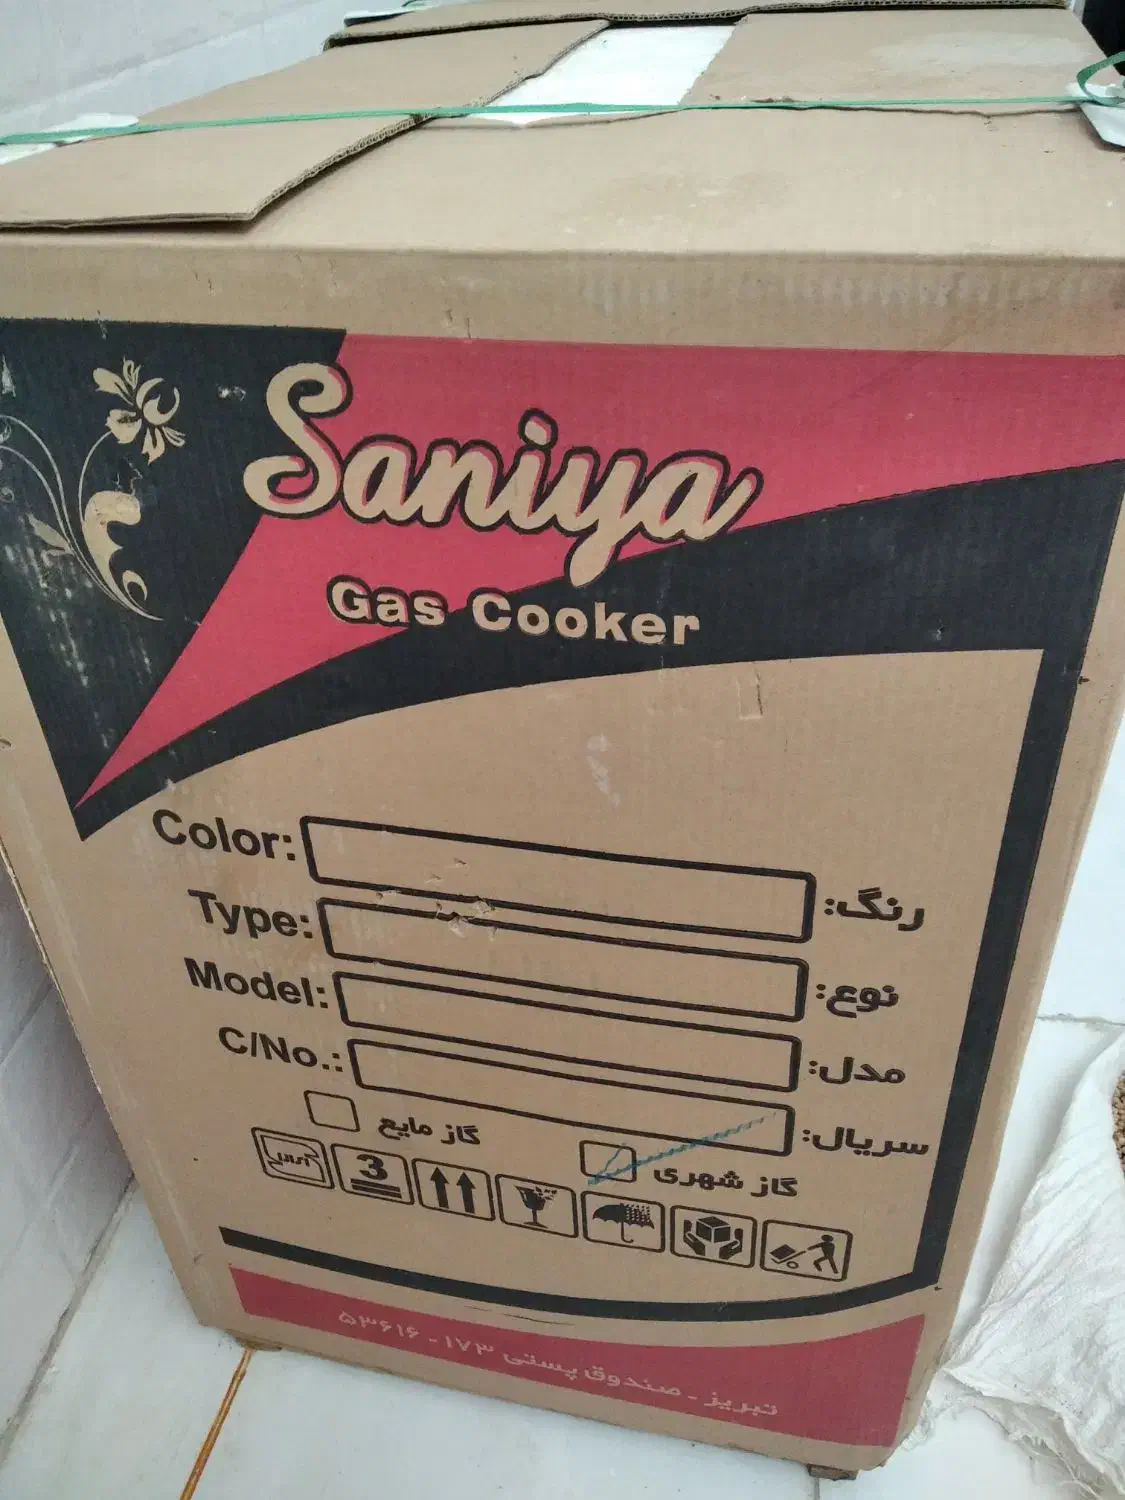 Saniya
Gas Cooker
Color: رنگ:
Type: نوع:
Model: مدل:
C/No.: سریال:
گاز مایع
گاز شهری
3
تبریز - صندوق پستی ۱۷۳ - ۵۳۶۱۶